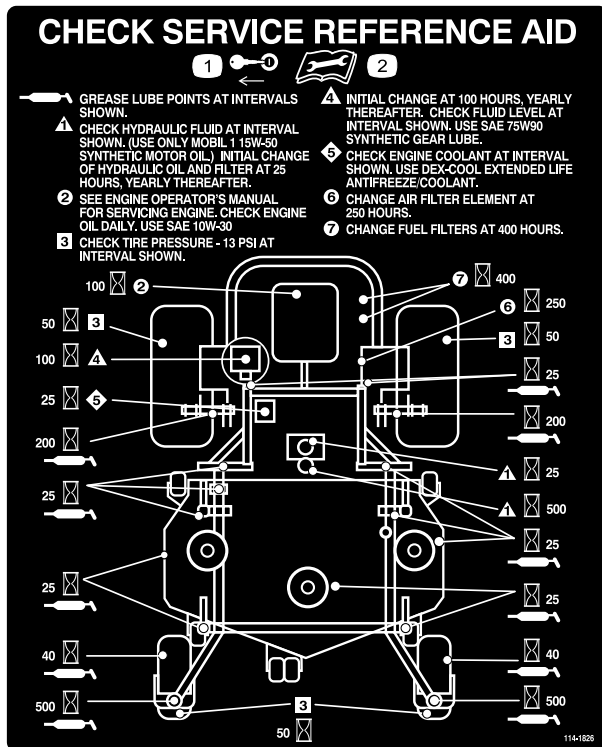 CHECK SERVICE REFERENCE AID
1
2
GREASE LUBE POINTS AT INTERVALS
SHOWN.
1 CHECK HYDRAULIC FLUID AT INTERVAL
SHOWN. (USE ONLY MOBIL 1 15W-50
SYNTHETIC MOTOR OIL.) INITIAL CHANGE
OF HYDRAULIC OIL AND FILTER AT 25
HOURS, YEARLY THEREAFTER.
2 SEE ENGINE OPERATOR'S MANUAL
FOR SERVICING ENGINE. CHECK ENGINE
OIL DAILY. USE SAE 10W-30
3 CHECK TIRE PRESSURE - 13 PSI AT
INTERVAL SHOWN.
4 INITIAL CHANGE AT 100 HOURS, YEARLY
THEREAFTER. CHECK FLUID LEVEL AT
INTERVAL SHOWN. USE SAE 75W90
SYNTHETIC GEAR LUBE.
5 CHECK ENGINE COOLANT AT INTERVAL
SHOWN. USE DEX-COOL EXTENDED LIFE
ANTIFREEZE/COOLANT.
6 CHANGE AIR FILTER ELEMENT AT
250 HOURS.
7 CHANGE FUEL FILTERS AT 400 HOURS.
100 2
50 3
100 4
25 5
200
25
25
40
500
7 400
6 250
3 50
25
200
1 25
1 500
25
25
40
500
3
50
114-1826